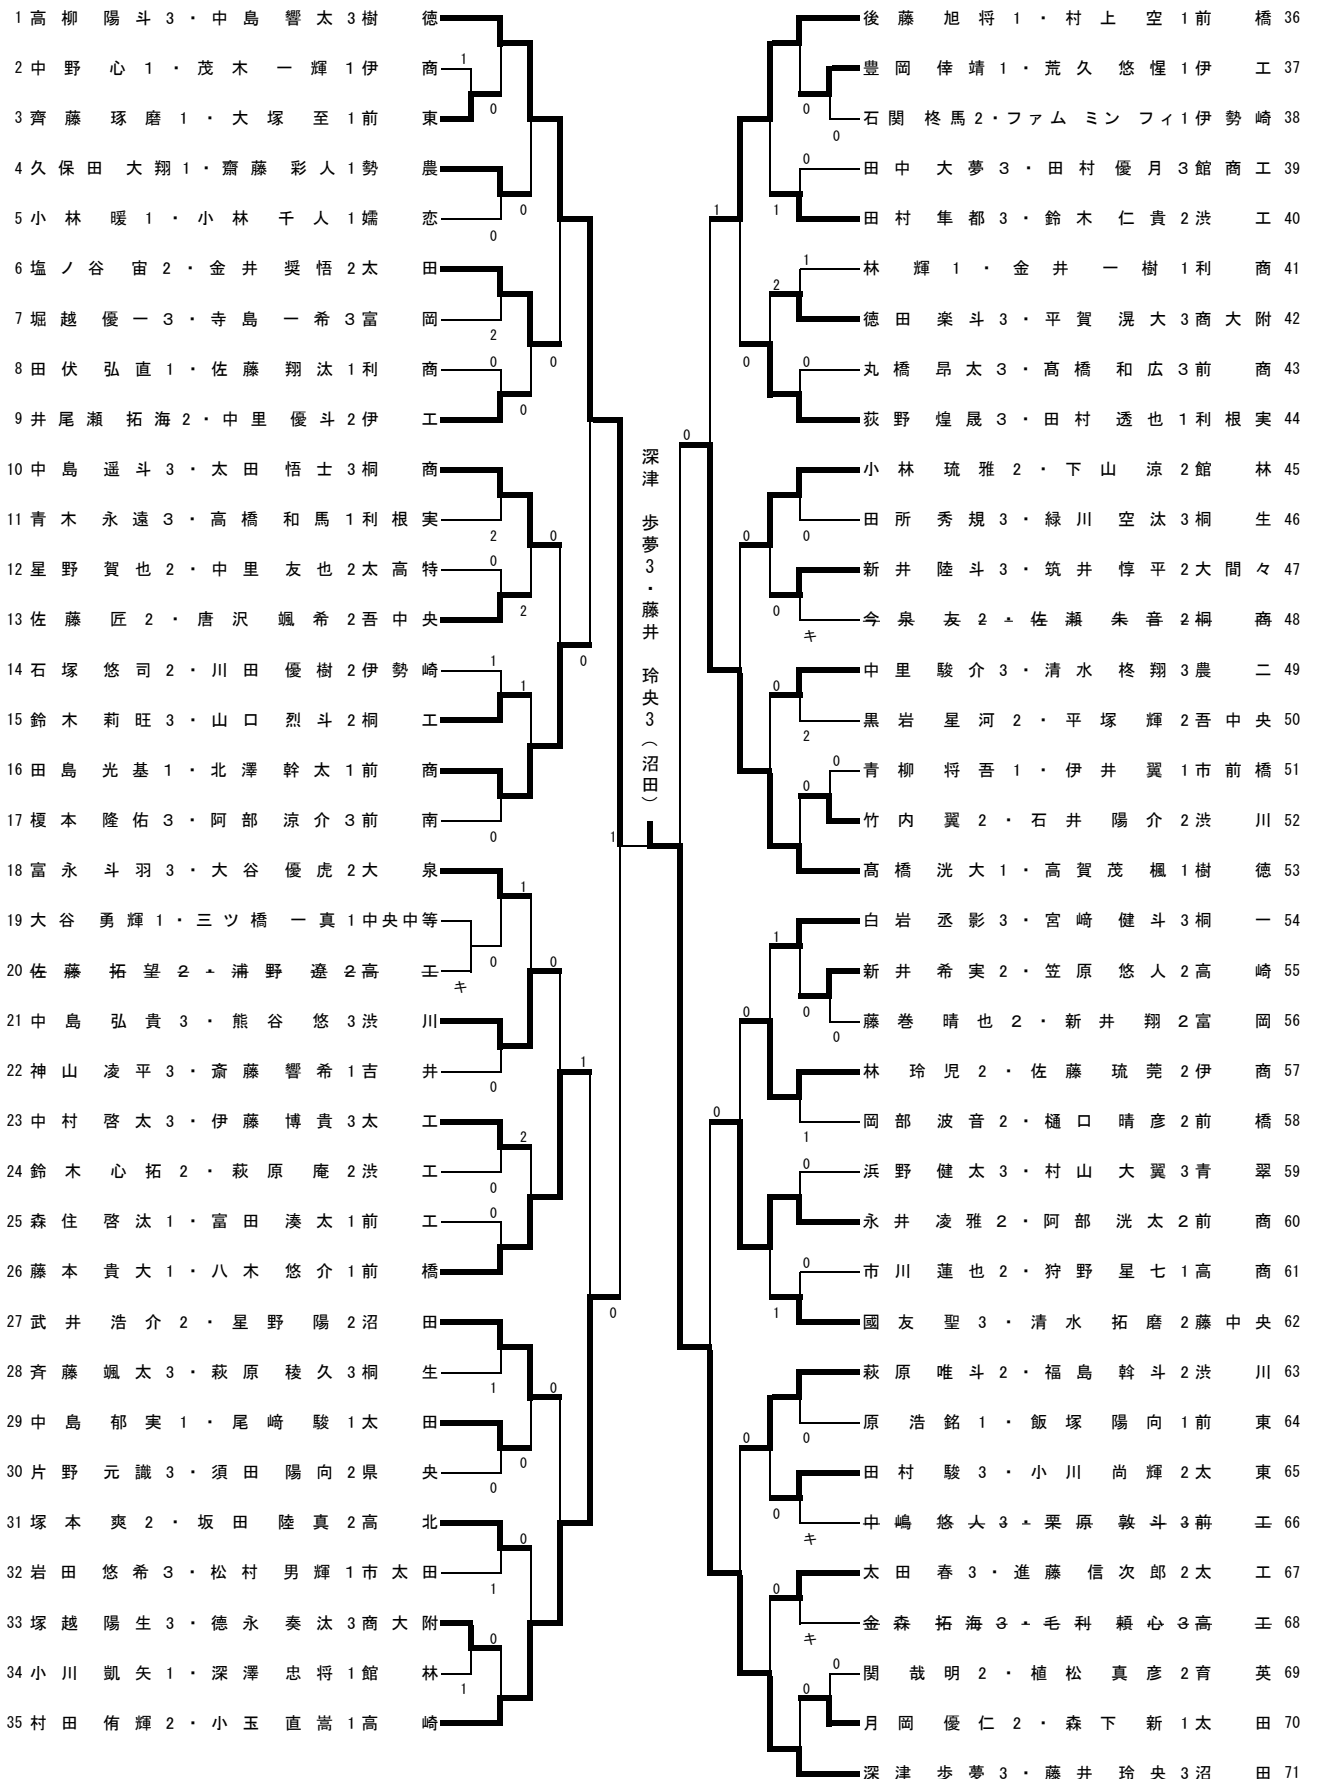 1 高柳 陽斗3・中島 響太3 樹徳
2 中野 心1・茂木 一輝1 伊商
3 齊藤 琢磨1・大塚 至1 前東
4 久保田 大翔1・齋藤 彩人1 勢農
5 小林 暖1・小林 千人1 嬬恋
6 塩ノ谷 宙2・金井 奨悟2 太田
7 堀越 優一3・寺島 一希3 富岡
8 田伏 弘直1・佐藤 翔汰1 利商
9 井尾瀬 拓海2・中里 優斗2 伊工
10 中島 遥斗3・太田 悟士3 桐商
11 青木 永遠3・高橋 和馬1 利根実
12 星野 賀也2・中里 友也2 太高特
13 佐藤 匠2・唐沢 颯希2 吾中央
14 石塚 悠司2・川田 優樹2 伊勢崎
15 鈴木 莉旺3・山口 烈斗2 桐工
16 田島 光基1・北澤 幹太1 前商
17 榎本 隆佑3・阿部 涼介3 前南
18 富永 斗羽3・大谷 優虎2 大泉
19 大谷 勇輝1・三ツ橋 一真1 中央中等
20 佐藤 拓望2・浦野 遼2 高工
キ
21 中島 弘貴3・熊谷 悠3 渋川
22 神山 凌平3・斎藤 響希1 吉井
23 中村 啓太3・伊藤 博貴3 太工
24 鈴木 心拓2・萩原 庵2 渋工
25 森住 啓汰1・富田 湊太1 前工
26 藤本 貴大1・八木 悠介1 前橋
27 武井 浩介2・星野 陽2 沼田
28 斉藤 颯太3・萩原 稜久3 桐生
29 中島 郁実1・尾﨑 駿1 太田
30 片野 元識3・須田 陽向2 県央
31 塚本 爽2・坂田 陸真2 高北
32 岩田 悠希3・松村 男輝1 市太田
33 塚越 陽生3・德永 奏汰3 商大附
34 小川 凱矢1・深澤 忠将1 館林
35 村田 侑輝2・小玉 直嵩1 高崎
深津 歩夢3・藤井 玲央3（沼田）
後藤 旭将1・村上 空1 前橋 36
豊岡 倖靖1・荒久 悠惺1 伊工 37
石関 柊馬2・ファム ミン フィ1 伊勢崎 38
田中 大夢3・田村 優月3 館商工 39
田村 隼都3・鈴木 仁貴2 渋工 40
林 輝1・金井 一樹1 利商 41
徳田 楽斗3・平賀 滉大3 商大附 42
丸橋 昂太3・髙橋 和広3 前商 43
荻野 煌晟3・田村 透也1 利根実 44
小林 琉雅2・下山 涼2 館林 45
田所 秀規3・緑川 空汰3 桐生 46
新井 陸斗3・筑井 惇平2 大間々 47
今泉 友2・佐瀬 朱音2 桐商 48
キ
中里 駿介3・清水 柊翔3 農二 49
黒岩 星河2・平塚 輝2 吾中央 50
青柳 将吾1・伊井 翼1 市前橋 51
竹内 翼2・石井 陽介2 渋川 52
髙橋 洸大1・高賀茂 楓1 樹徳 53
白岩 丞影3・宮﨑 健斗3 桐一 54
新井 希実2・笠原 悠人2 高崎 55
藤巻 晴也2・新井 翔2 富岡 56
林 玲児2・佐藤 琉莞2 伊商 57
岡部 波音2・樋口 晴彦2 前橋 58
浜野 健太3・村山 大翼3 青翠 59
永井 凌雅2・阿部 洸太2 前商 60
市川 蓮也2・狩野 星七1 高商 61
國友 聖3・清水 拓磨2 藤中央 62
萩原 唯斗2・福島 斡斗2 渋川 63
原 浩銘1・飯塚 陽向1 前東 64
田村 駿3・小川 尚輝2 太東 65
中嶋 悠人3・栗原 敦斗3 前工 66
キ
太田 春3・進藤 信次郎2 太工 67
金森 拓海3・毛利 頼心3 高工 68
キ
関 哉明2・植松 真彦2 育英 69
月岡 優仁2・森下 新1 太田 70
深津 歩夢3・藤井 玲央3 沼田 71